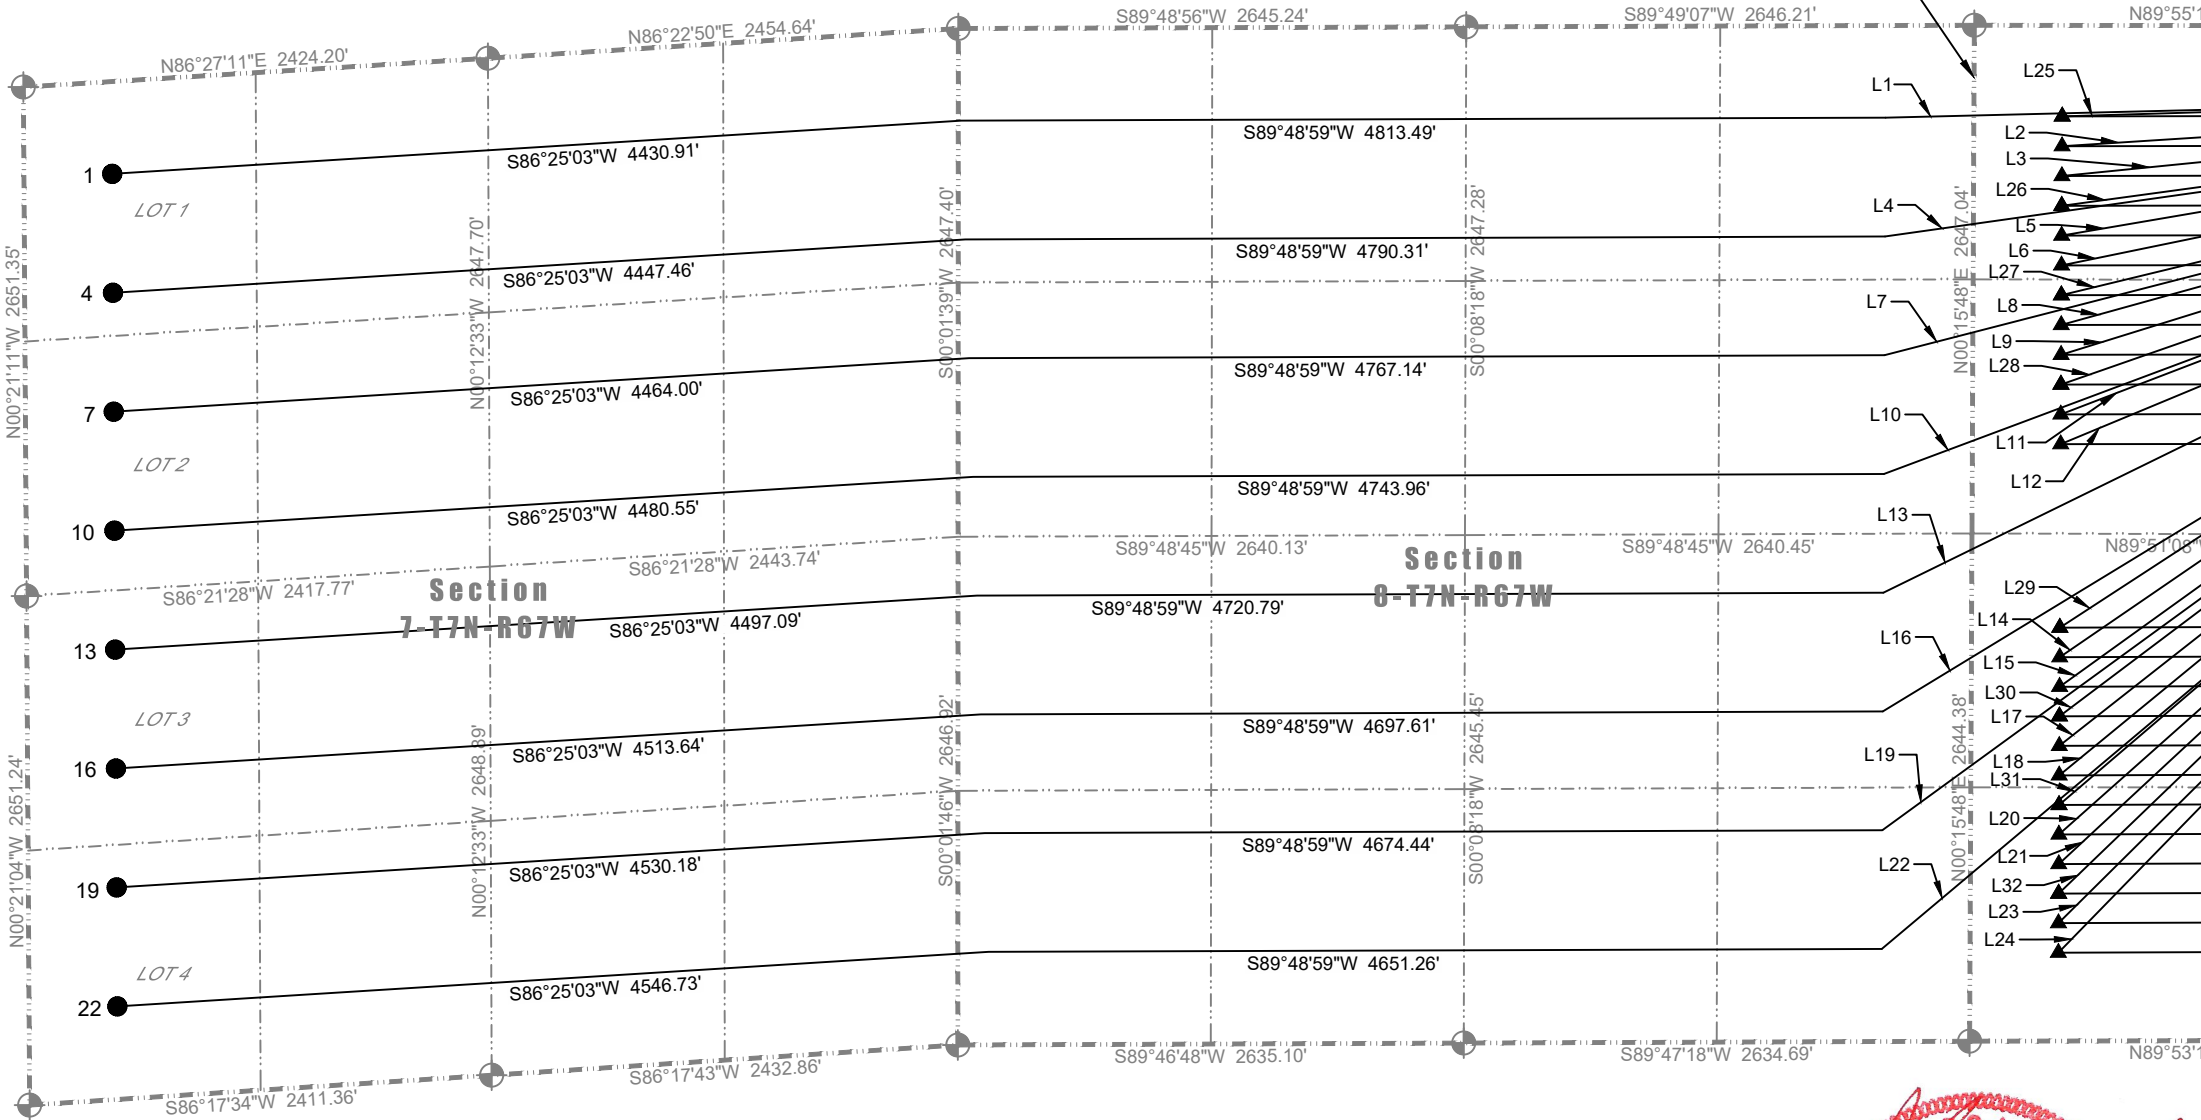 N86°27'11"E 2424.20'
N86°22'50"E 2454.64'
S89°48'56"W 2645.24'
S89°49'07"W 2646.21'
N89°55'1
L1
L25
L2
L3
L26
L4
L5
L6
L27
L7
L8
L9
L28
L10
L11
L12
L13
L29
L14
L16
L15
L30
L17
L19
L18
L31
L20
L22
L21
L32
L23
L24
1
S86°25'03"W 4430.91'
S89°48'59"W 4813.49'
LOT 1
4
S86°25'03"W 4447.46'
S89°48'59"W 4790.31'
7
S86°25'03"W 4464.00'
S89°48'59"W 4767.14'
LOT 2
10
S86°25'03"W 4480.55'
S89°48'59"W 4743.96'
S86°21'28"W 2417.77'
S86°21'28"W 2443.74'
S89°48'45"W 2640.13'
S89°48'45"W 2640.45'
N89°51'08"
Section
7-T7N-R67W
Section
8-T7N-R67W
13
S86°25'03"W 4497.09'
S89°48'59"W 4720.79'
LOT 3
16
S86°25'03"W 4513.64'
S89°48'59"W 4697.61'
19
S86°25'03"W 4530.18'
S89°48'59"W 4674.44'
LOT 4
22
S86°25'03"W 4546.73'
S89°48'59"W 4651.26'
N00°21'11"W 2651.35'
N00°12'33"W 2647.70'
S00°01'39"W 2647.40'
S00°08'18"W 2647.28'
N00°15'48"E 2647.04'
N00°21'04"W 2651.24'
N00°12'33"W 2648.89'
S00°01'46"W 2646.92'
S00°08'18"W 2645.45'
N00°15'48"E 2644.38'
S86°17'34"W 2411.36'
S86°17'43"W 2432.86'
S89°46'48"W 2635.10'
S89°47'18"W 2634.69'
N89°53'1